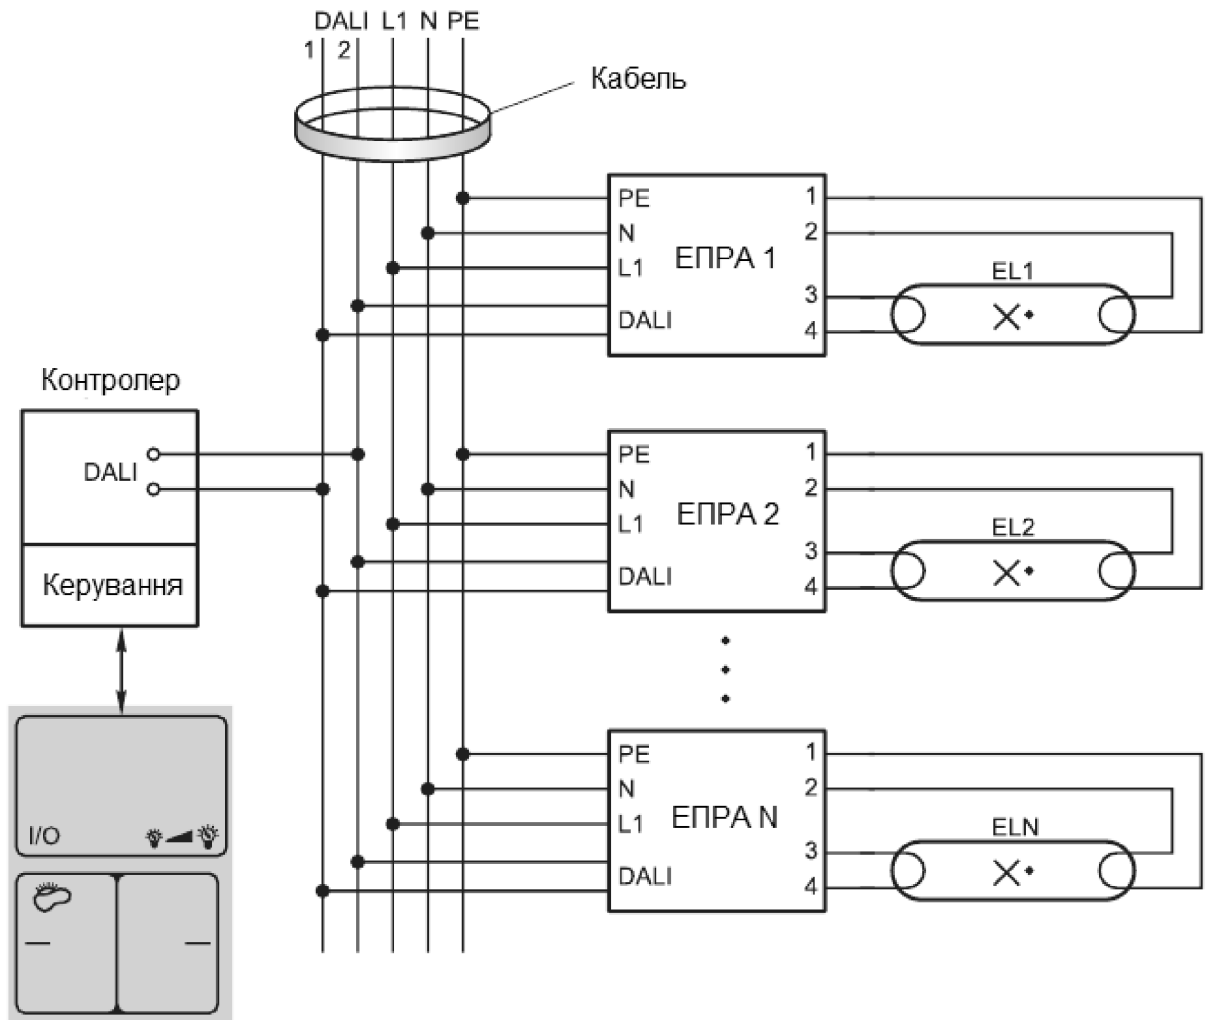 DALI L1 N PE
1 2
Кабель
PE
N
L1
DALI
ЕПРА 1
1
2
3
4
EL1
Контролер
DALI
Керування
PE
N
L1
DALI
ЕПРА 2
1
2
3
4
EL2
I/O
PE
N
L1
DALI
ЕПРА N
1
2
3
4
ELN